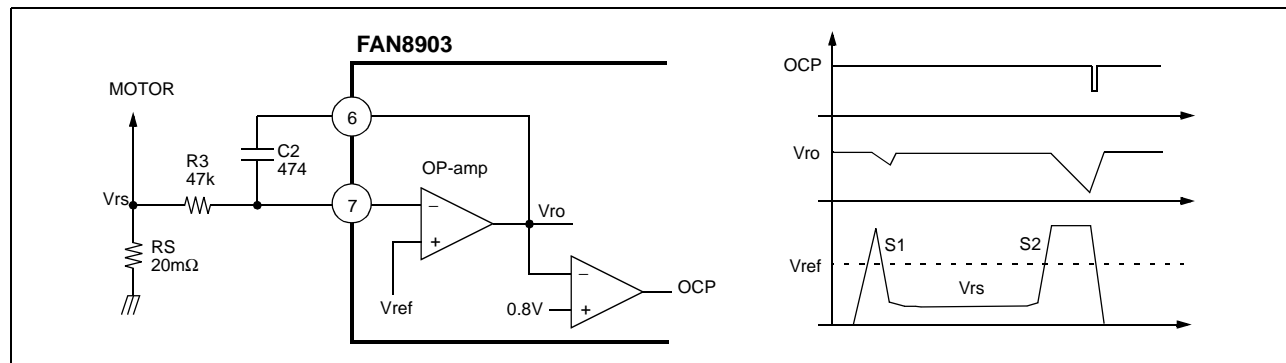 FAN8903
MOTOR
6
C2
474
R3
47k
OP-amp
Vrs
7
−
+
Vro
RS
20mΩ
Vref
−
+
0.8V
OCP
OCP
Vro
Vref
S1
S2
Vrs